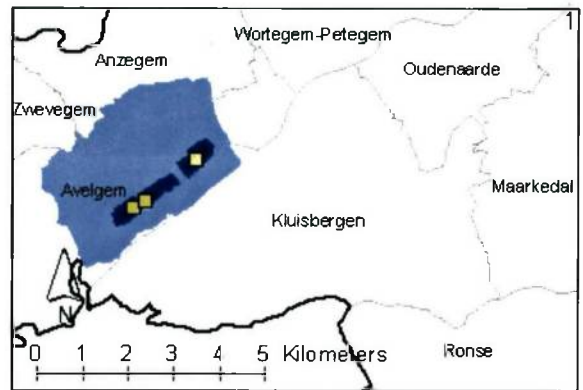 1
Wortegem-Petegem
Anzegem
Oudenaarde
Zwevegem
Avelgem
Maarkedal
Kluisbergen
N
0 1 2 3 4 5 Kilometers
Ronse